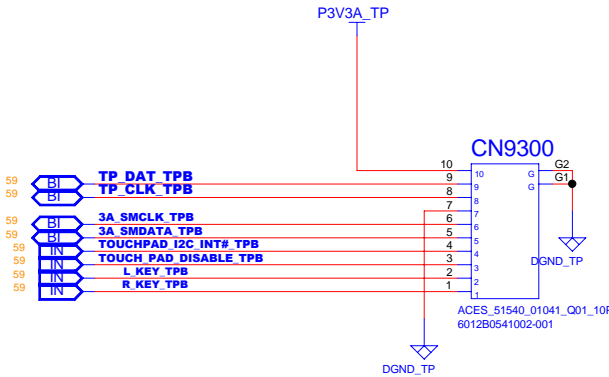 P3V3A_TP
CN9300
10 10 G G2
59 BI TP_DAT_TPB 9 9 G G1
59 BI TP_CLK_TPB 8 8
7 7
59 BI 3A_SMCLK_TPB 6 6
59 BI 3A_SMDATA_TPB 5 5
59 IN TOUCHPAD_I2C_INT#_TPB 4 4
59 IN TOUCH_PAD_DISABLE_TPB 3 3
59 IN L_KEY_TPB 2 2
59 IN R_KEY_TPB 1 1
DGND_TP
ACES_51540_01041_Q01_10P
6012B0541002-001
DGND_TP